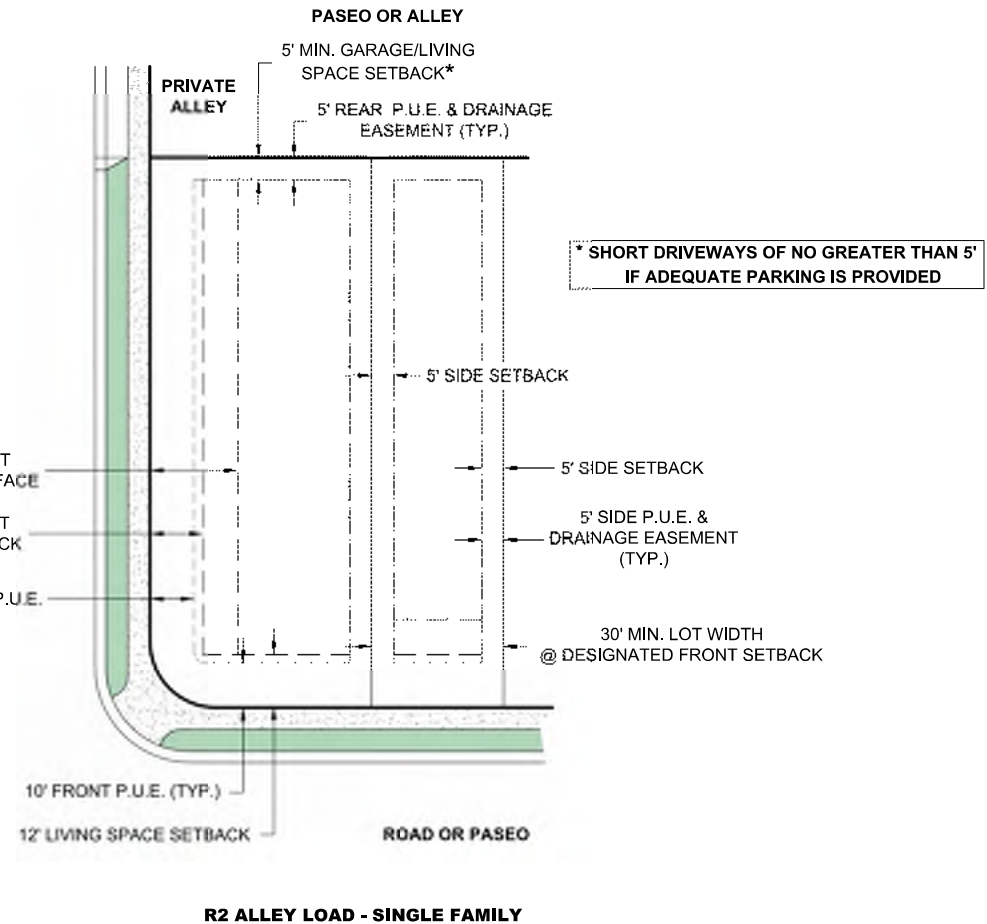 PASEO OR ALLEY
5' MIN. GARAGE/LIVING
SPACE SETBACK*
PRIVATE
ALLEY
5' REAR P.U.E. & DRAINAGE
EASEMENT (TYP.)
* SHORT DRIVEWAYS OF NO GREATER THAN 5'
IF ADEQUATE PARKING IS PROVIDED
5' SIDE SETBACK
T
FACE
5' SIDE SETBACK
T
CK
5' SIDE P.U.E. &
DRAINAGE EASEMENT
(TYP.)
P.U.E.
30' MIN. LOT WIDTH
@ DESIGNATED FRONT SETBACK
10' FRONT P.U.E. (TYP.)
12' LIVING SPACE SETBACK
ROAD OR PASEO
R2 ALLEY LOAD - SINGLE FAMILY